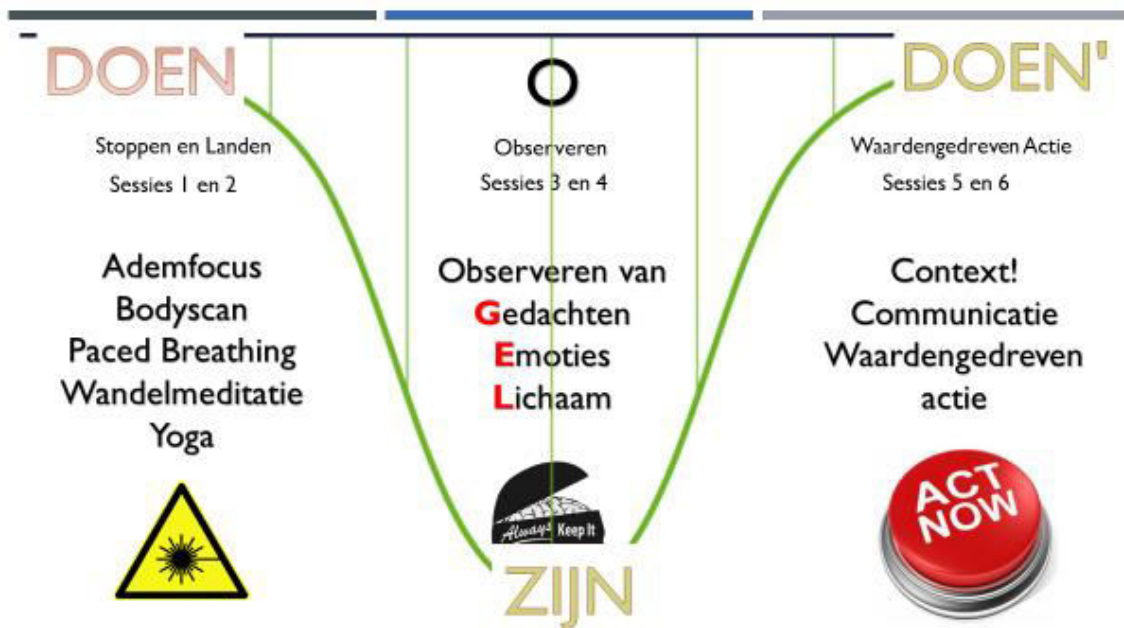 DOEN
Stoppen en Landen
Sessies 1 en 2
Ademfocus
Bodyscan
Paced Breathing
Wandelmeditatie
Yoga
O
Observeren
Sessies 3 en 4
Observeren van
Gedachten
Emoties
Lichaam
Always Keep It
ZIJN
DOEN'
Waardengedreven Actie
Sessies 5 en 6
Context!
Communicatie
Waardengedreven
actie
ACT
NOW